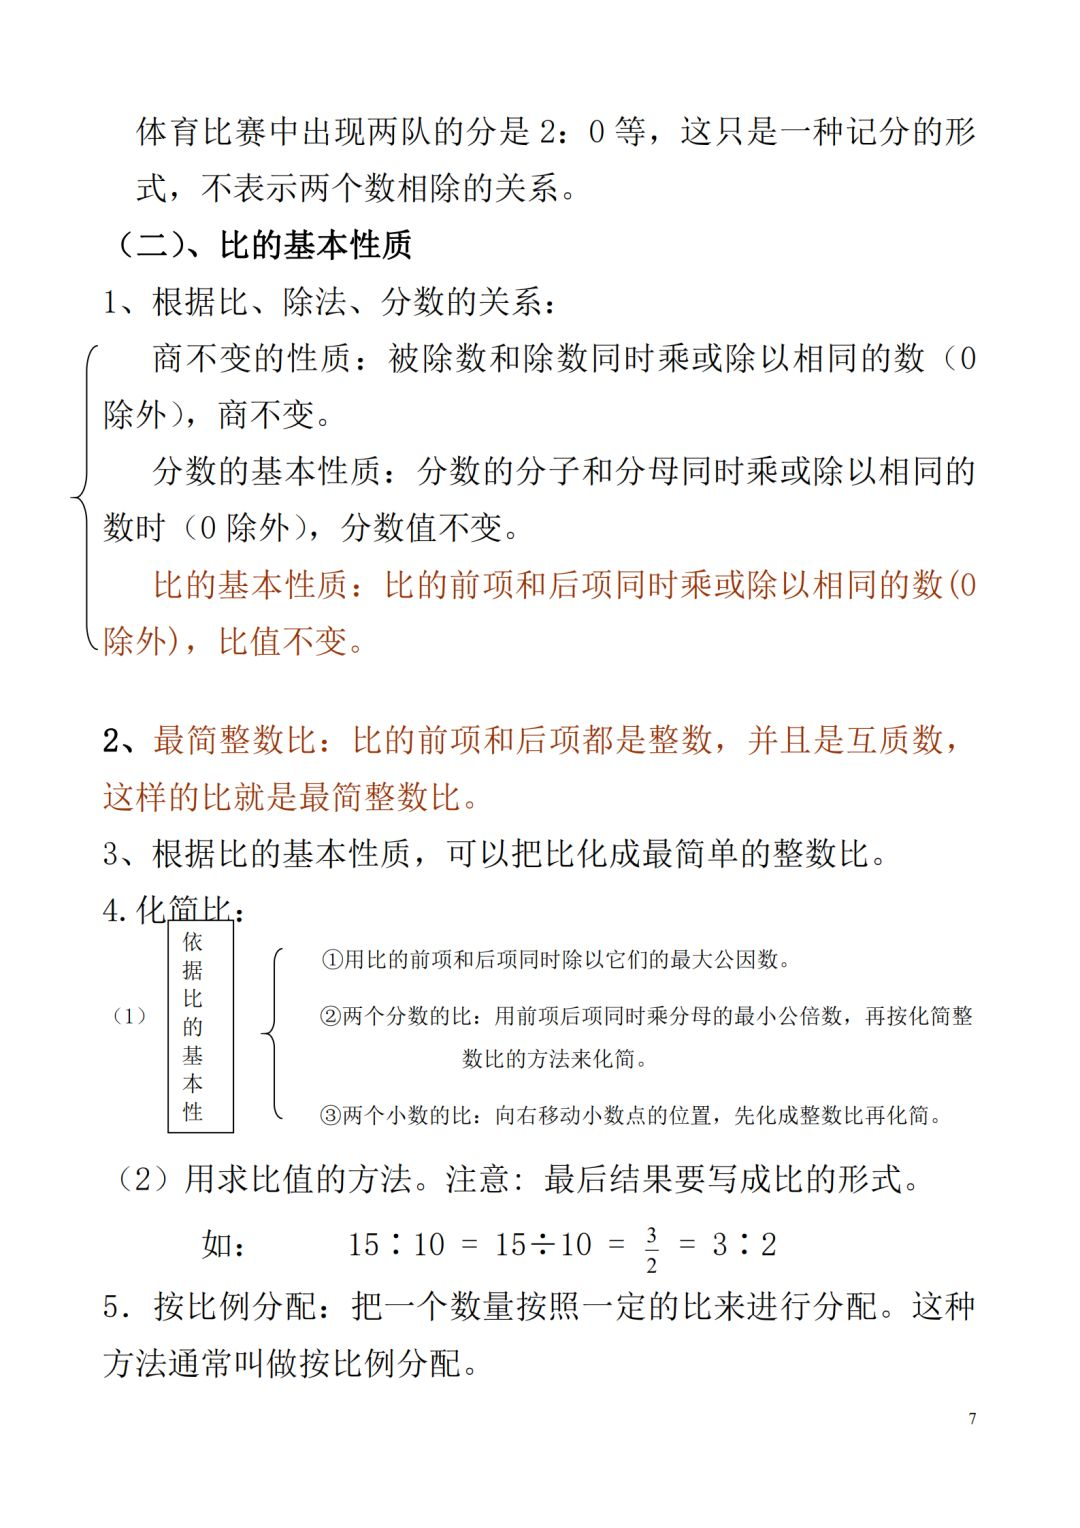 体育比赛中出现两队的分是 2：0 等，这只是一种记分的形
式，不表示两个数相除的关系。
（二）、比的基本性质
1、根据比、除法、分数的关系：
商不变的性质：被除数和除数同时乘或除以相同的数（0
除外），商不变。
分数的基本性质：分数的分子和分母同时乘或除以相同的
数时（0 除外），分数值不变。
比的基本性质：比的前项和后项同时乘或除以相同的数(0
除外)，比值不变。
2、最简整数比：比的前项和后项都是整数，并且是互质数，
这样的比就是最简整数比。
3、根据比的基本性质，可以把比化成最简单的整数比。
4.化简比：
（1）
依
据
比
的
基
本
性
①用比的前项和后项同时除以它们的最大公因数。
②两个分数的比：用前项后项同时乘分母的最小公倍数，再按化简整
数比的方法来化简。
③两个小数的比：向右移动小数点的位置，先化成整数比再化简。
（2）用求比值的方法。注意：最后结果要写成比的形式。
如： 15∶10 = 15÷10 = 3/2 = 3∶2
5．按比例分配：把一个数量按照一定的比来进行分配。这种
方法通常叫做按比例分配。
7